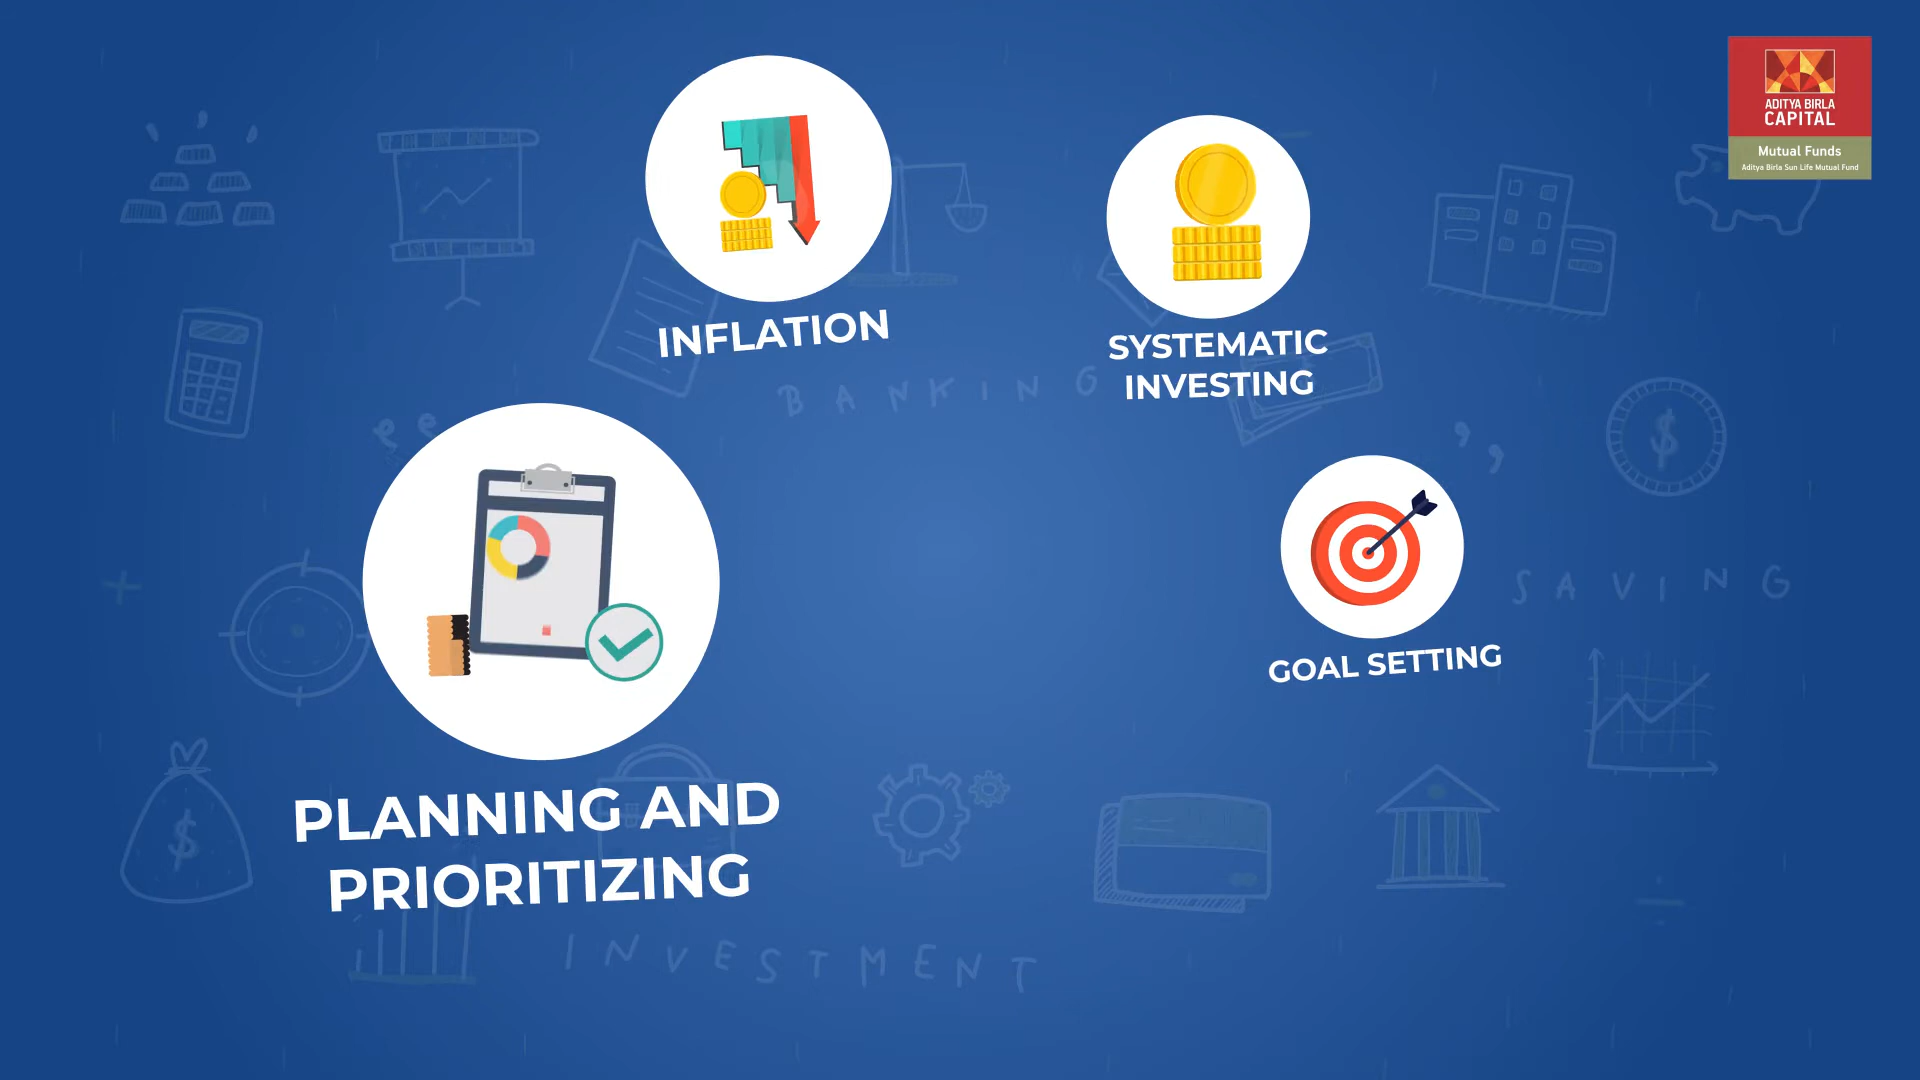 ADITYA BIRLA
CAPITAL
Mutual Funds
Aditya Birla Sun Life Mutual Fund
INFLATION
SYSTEMATIC
INVESTING
BANKING
SAVING
GOAL SETTING
PLANNING AND
PRIORITIZING
INVESTMENT